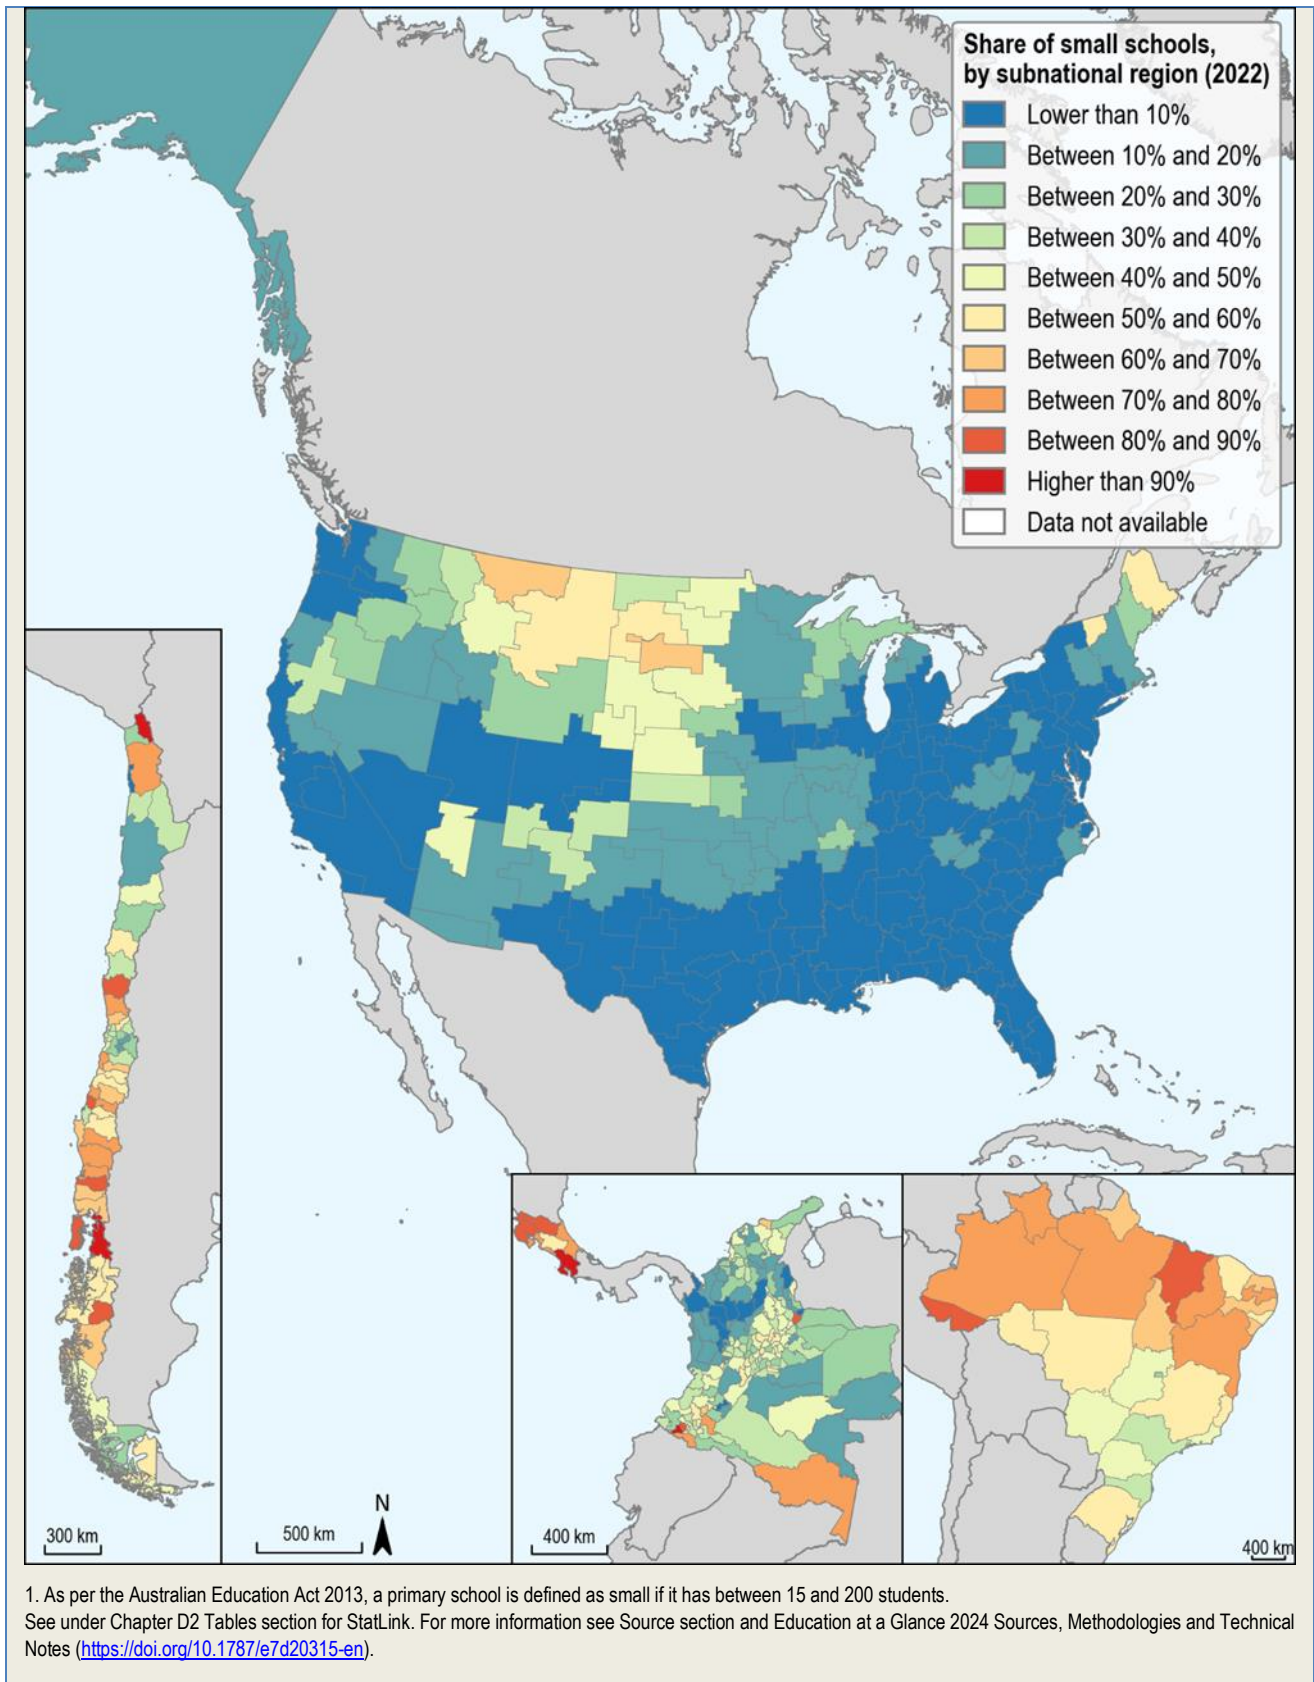 Share of small schools,
by subnational region (2022)
Lower than 10%
Between 10% and 20%
Between 20% and 30%
Between 30% and 40%
Between 40% and 50%
Between 50% and 60%
Between 60% and 70%
Between 70% and 80%
Between 80% and 90%
Higher than 90%
Data not available
300 km
500 km
N
400 km
400 km
1. As per the Australian Education Act 2013, a primary school is defined as small if it has between 15 and 200 students.
See under Chapter D2 Tables section for StatLink. For more information see Source section and Education at a Glance 2024 Sources, Methodologies and Technical
Notes (https://doi.org/10.1787/e7d20315-en).